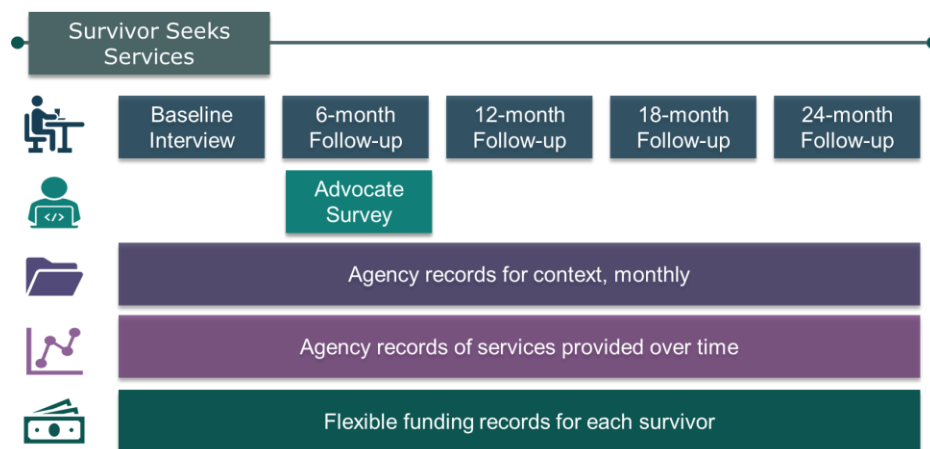 Survivor Seeks
Services
Baseline
Interview
6-month
Follow-up
12-month
Follow-up
18-month
Follow-up
24-month
Follow-up
</>
Advocate
Survey
Agency records for context, monthly
Agency records of services provided over time
Flexible funding records for each survivor